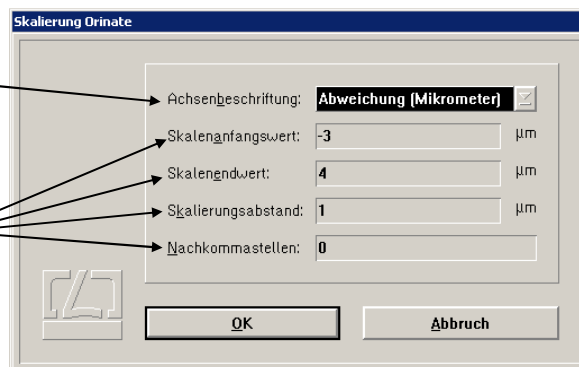 Skalierung Orinate
Achsenbeschriftung: Abweichung (Mikrometer)
Skalenanfangswert: -3 µm
Skalenendwert: 4 µm
Skalierungsabstand: 1 µm
Nachkommastellen: 0
OK Abbruch